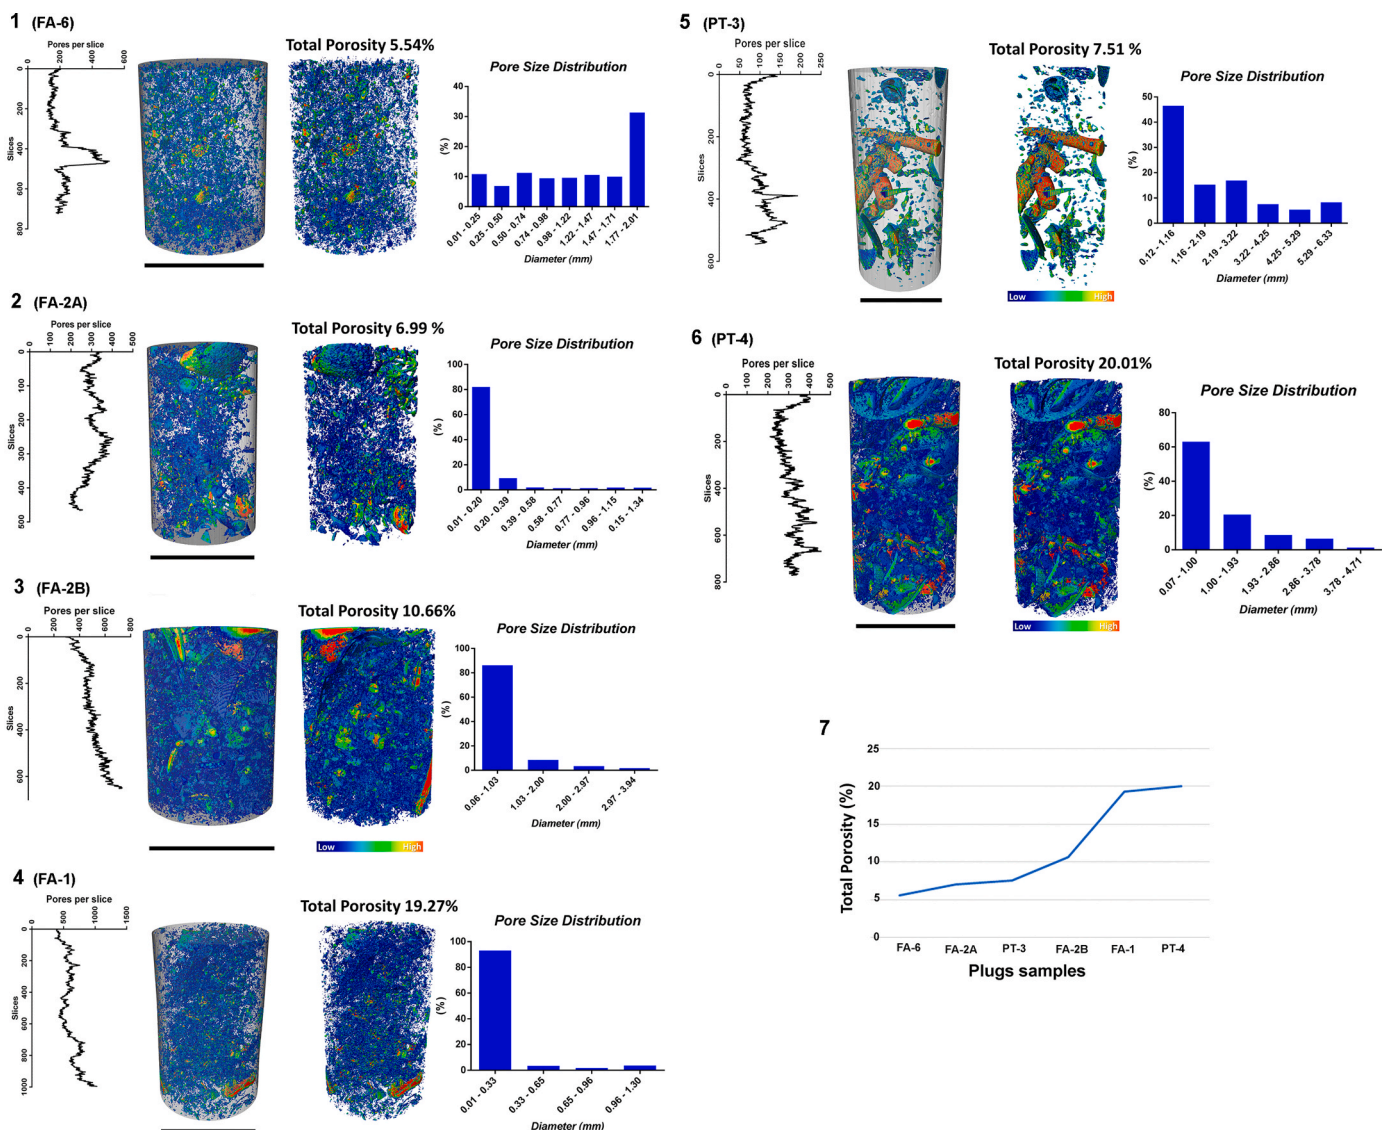 1 (FA-6)
Pores per slice
0 200 400 600
Slices
0
200
400
600
800
Total Porosity 5.54%
Pore Size Distribution
(%)
40
30
20
10
0
0.01 - 0.25
0.25 - 0.50
0.50 - 0.74
0.74 - 0.98
0.98 - 1.22
1.22 - 1.47
1.47 - 1.71
1.77 - 2.01
Diameter (mm)
2 (FA-2A)
Pores per slice
0 100 200 300 400 500
Slices
0
100
200
300
400
500
Total Porosity 6.99 %
Pore Size Distribution
(%)
100
80
60
40
20
0
0.01 - 0.20
0.20 - 0.39
0.39 - 0.58
0.58 - 0.77
0.77 - 0.96
0.96 - 1.15
0.15 - 1.34
Diameter (mm)
3 (FA-2B)
Pores per slice
0 200 400 600 800
Slices
0
200
400
600
Total Porosity 10.66%
Pore Size Distribution
(%)
100
80
60
40
20
0
0.06 - 1.03
1.03 - 2.00
2.00 - 2.97
2.97 - 3.94
Diameter (mm)
Low High
4 (FA-1)
Pores per slice
0 500 1000 1500
Slices
0
200
400
600
800
1000
Total Porosity 19.27%
Pore Size Distribution
(%)
100
80
60
40
20
0
0.01 - 0.33
0.33 - 0.65
0.65 - 0.96
0.96 - 1.30
Diameter (mm)
5 (PT-3)
Pores per slice
0 50 100 150 200 250
Slices
0
200
400
600
Total Porosity 7.51 %
Pore Size Distribution
(%)
50
40
30
20
10
0
0.12 - 1.16
1.16 - 2.19
2.19 - 3.22
3.22 - 4.25
4.25 - 5.29
5.29 - 6.33
Diameter (mm)
Low High
6 (PT-4)
Pores per slice
0 100 200 300 400 500
Slices
0
200
400
600
800
Total Porosity 20.01%
Pore Size Distribution
(%)
80
60
40
20
0
0.07 - 1.00
1.00 - 1.93
1.93 - 2.86
2.86 - 3.78
3.78 - 4.71
Diameter (mm)
Low High
Low High
7
Total Porosity (%)
25
20
15
10
5
0
FA-6 FA-2A PT-3 FA-2B FA-1 PT-4
Plugs samples